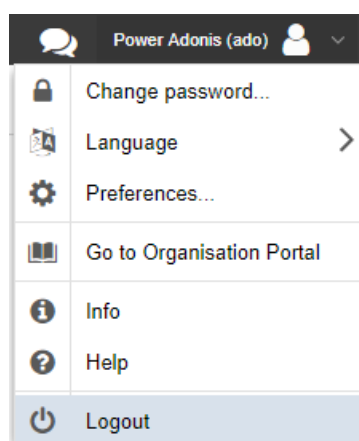 Power Adonis (ado)
Change password...
Language
Preferences...
Go to Organisation Portal
Info
Help
Logout